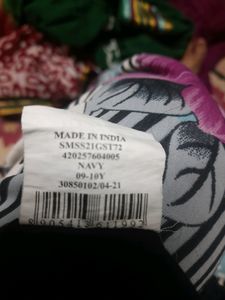 MADE IN INDIA
SMSS21GST72
420257604005
NAVY
09-10Y
30850102/04-21